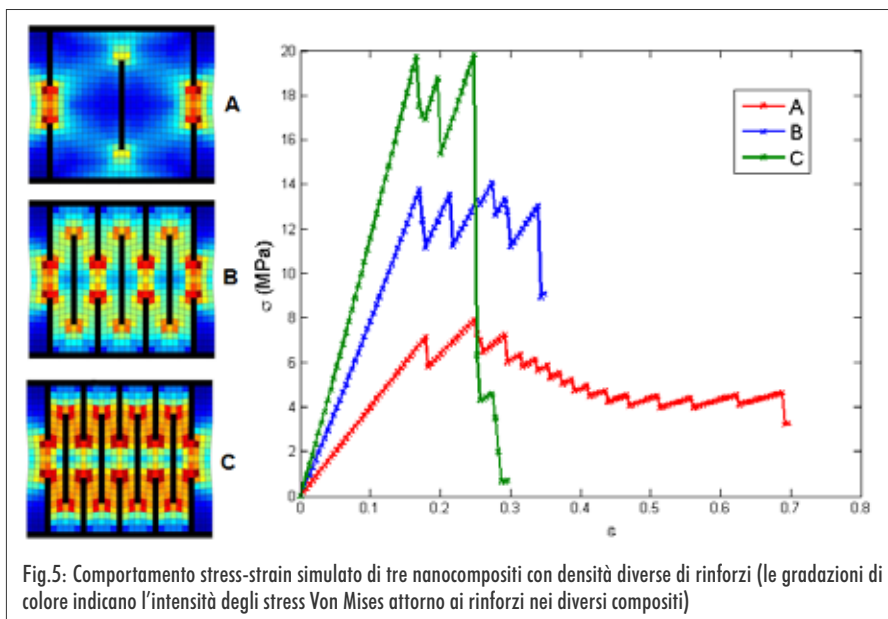 A
B
C
20
18
16
14
12
10
8
6
4
2
0
σ (MPa)
0
0.1
0.2
0.3
0.4
0.5
0.6
0.7
0.8
ε
A
B
C
Fig.5: Comportamento stress-strain simulato di tre nanocompositi con densità diverse di rinforzi (le gradazioni di
colore indicano l'intensità degli stress Von Mises attorno ai rinforzi nei diversi compositi)